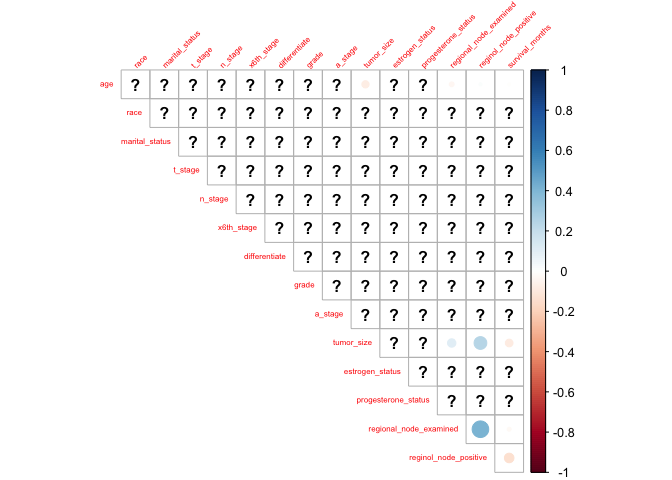 race
marital_status
t_stage
n_stage
x6th_stage
differentiate
grade
a_stage
tumor_size
estrogen_status
progesterone_status
regional_node_examined
reginol_node_positive
survival_months
age ? ? ? ? ? ? ? ? ? ?
race ? ? ? ? ? ? ? ? ? ? ? ? ?
marital_status ? ? ? ? ? ? ? ? ? ? ? ?
t_stage ? ? ? ? ? ? ? ? ? ? ?
n_stage ? ? ? ? ? ? ? ? ? ?
x6th_stage ? ? ? ? ? ? ? ? ?
differentiate ? ? ? ? ? ? ? ?
grade ? ? ? ? ? ? ?
a_stage ? ? ? ? ? ?
tumor_size ? ?
estrogen_status ? ? ? ?
progesterone_status ? ? ?
regional_node_examined
reginol_node_positive
1
0.8
0.6
0.4
0.2
0
-0.2
-0.4
-0.6
-0.8
-1